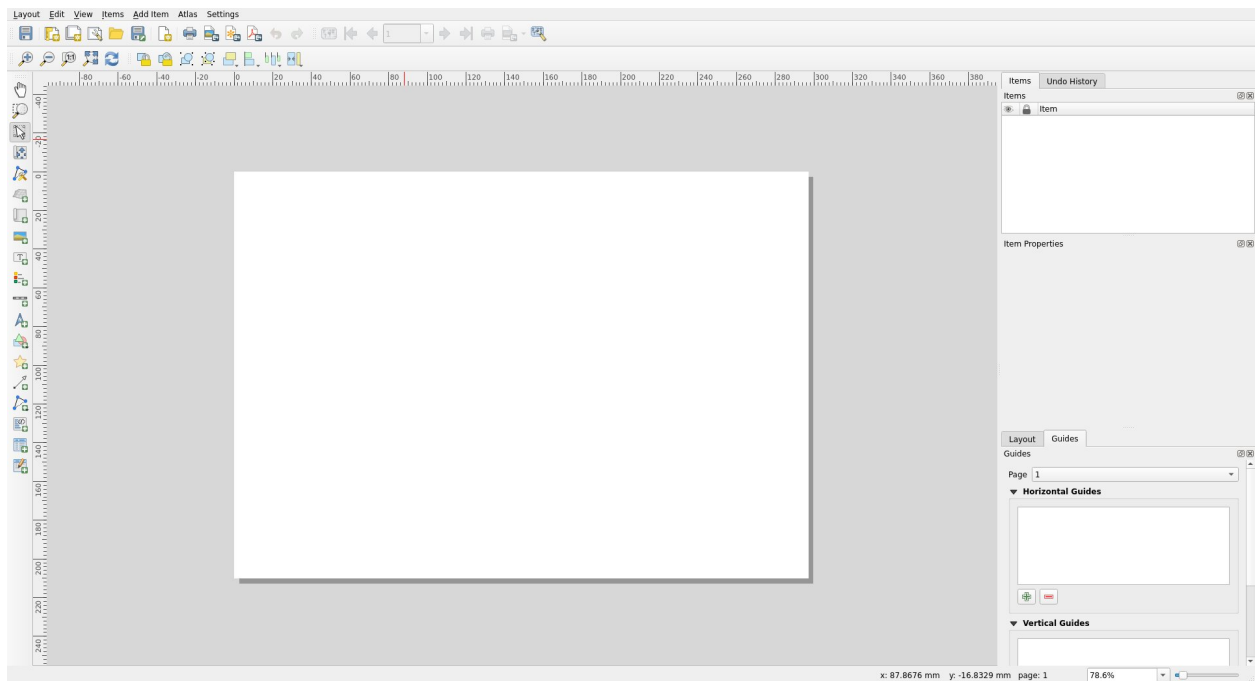 Layout Edit View Items Add Item Atlas Settings
1
-80 -60 -40 -20 0 20 40 60 80 100 120 140 160 180 200 220 240 260 280 300 320 340 360 380
-40
-20
0
20
40
60
80
100
120
140
160
180
200
220
240
Items Undo History
Items
Item
Item Properties
Layout Guides
Guides
Page 1
Horizontal Guides
Vertical Guides
x: 87.8676 mm y: -16.8329 mm page: 1 78.6%